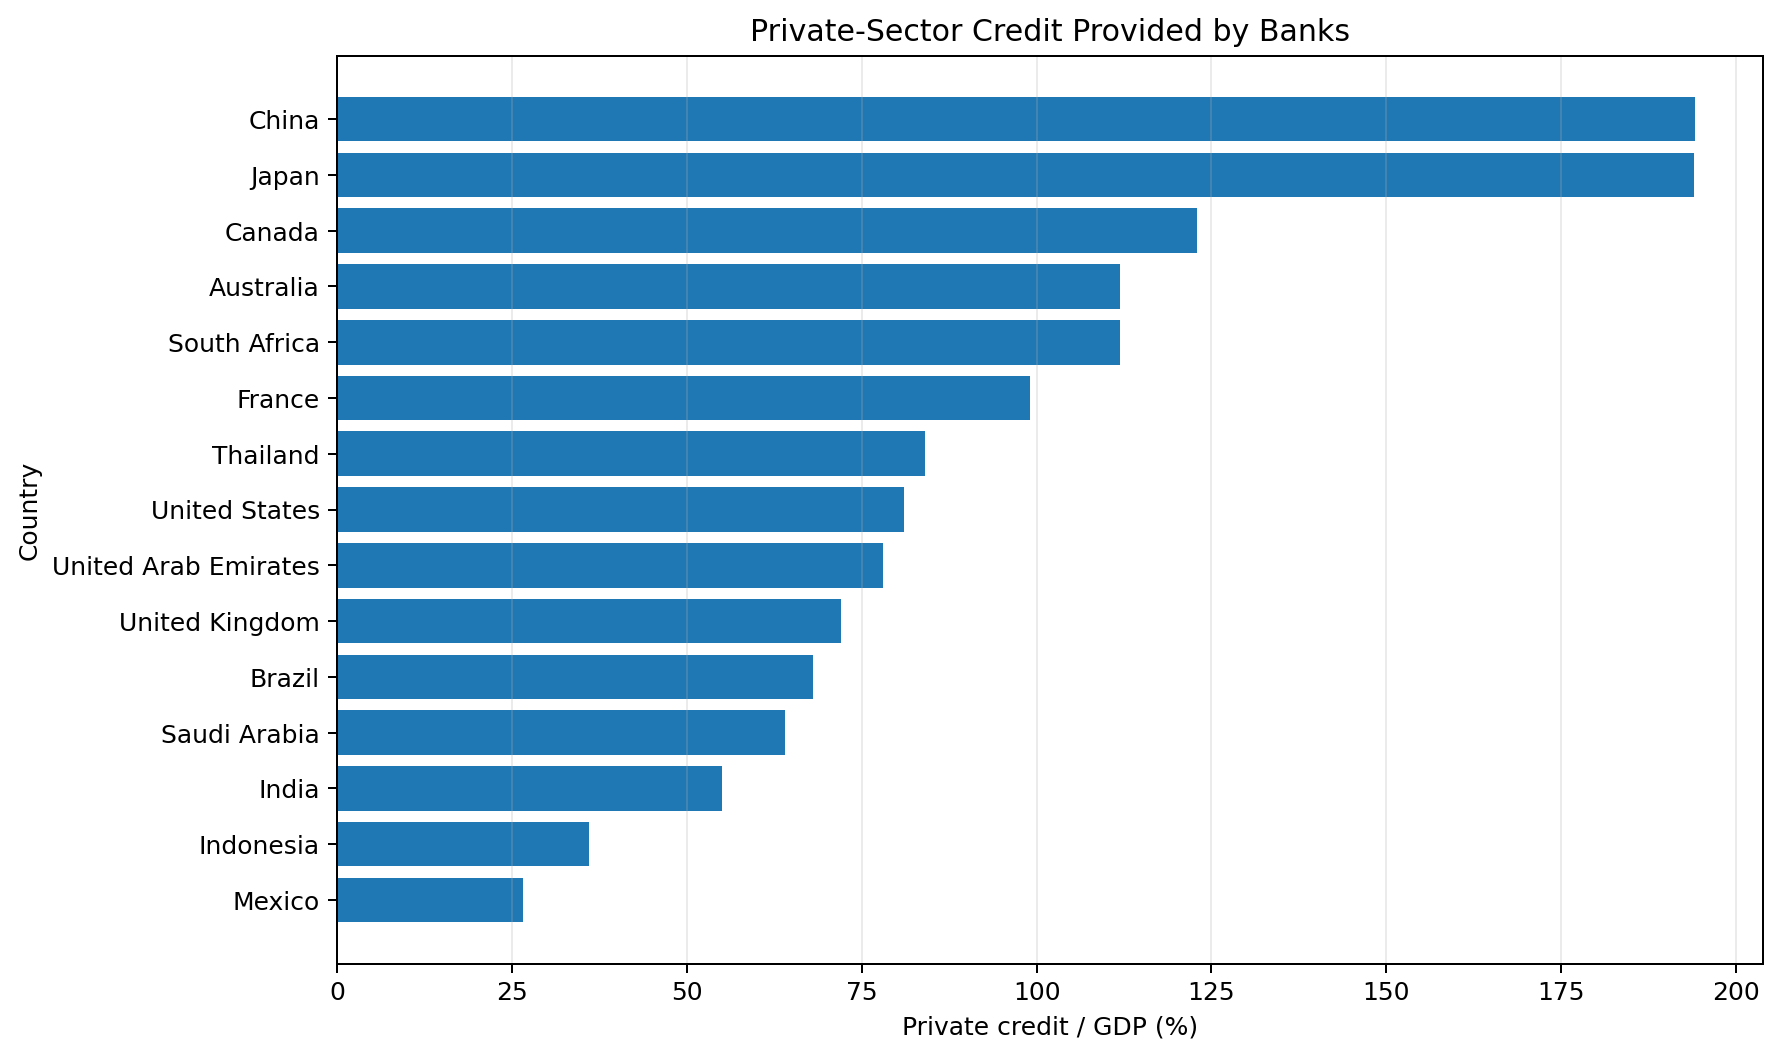 Private-Sector Credit Provided by Banks
Country
China
Japan
Canada
Australia
South Africa
France
Thailand
United States
United Arab Emirates
United Kingdom
Brazil
Saudi Arabia
India
Indonesia
Mexico
0 25 50 75 100 125 150 175 200
Private credit / GDP (%)